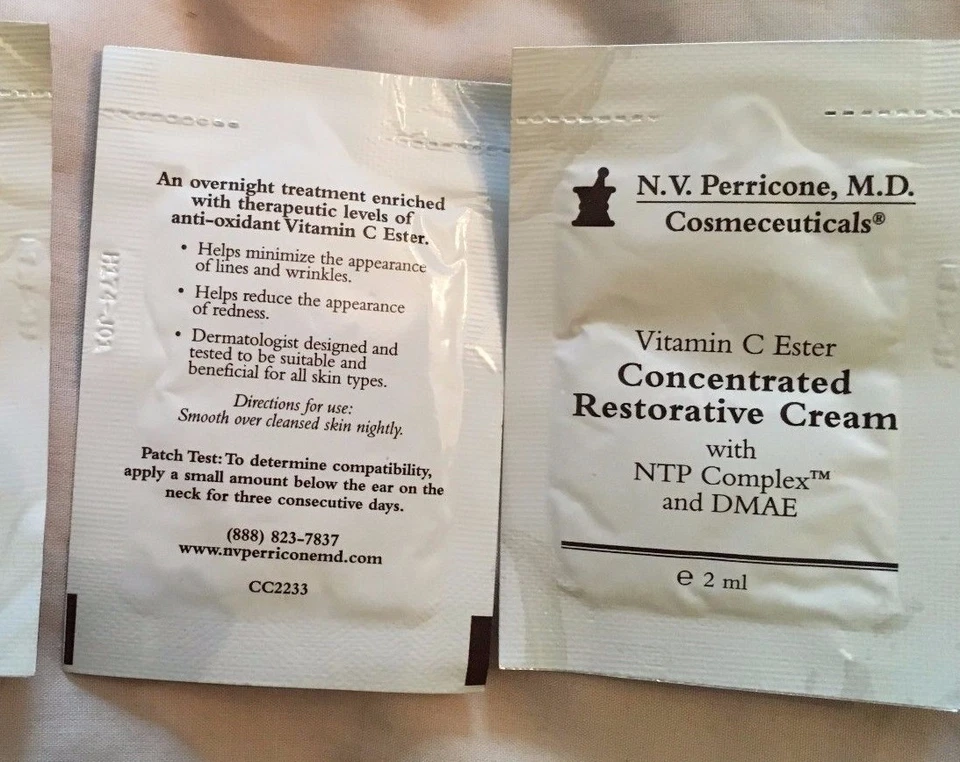 An overnight treatment enriched
with therapeutic levels of
anti-oxidant Vitamin C Ester.
• Helps minimize the appearance
of lines and wrinkles.
• Helps reduce the appearance
of redness.
• Dermatologist designed and
tested to be suitable and
beneficial for all skin types.
Directions for use:
Smooth over cleansed skin nightly.
Patch Test: To determine compatibility,
apply a small amount below the ear on the
neck for three consecutive days.
(888) 823-7837
www.nvperriconemd.com
CC2233
N.V. Perricone, M.D.
Cosmeceuticals®
Vitamin C Ester
Concentrated
Restorative Cream
with
NTP Complex™
and DMAE
e 2 ml